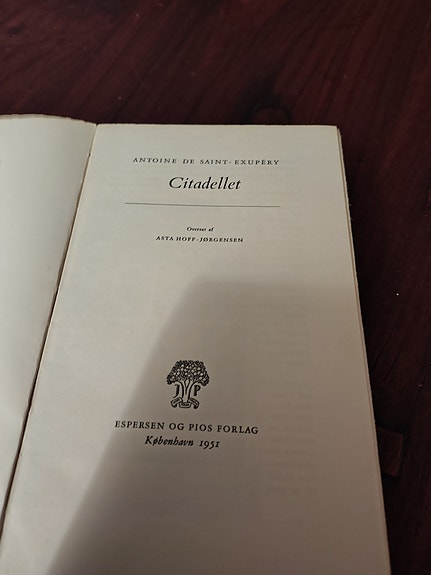 ANTOINE DE SAINT-EXUPÉRY
Citadellet
Oversat af
ASTA HOFF-JØRGENSEN
ESPERSEN OG PIOS FORLAG
København 1951